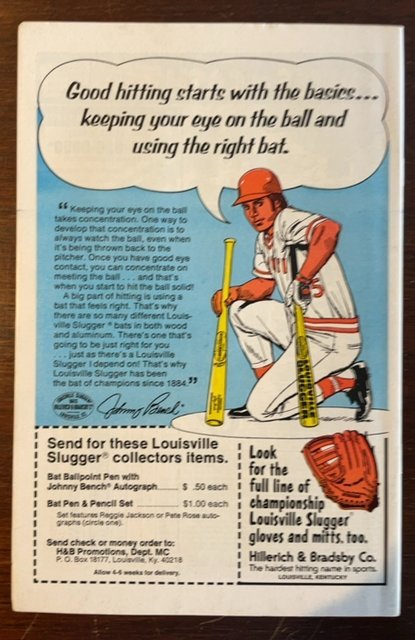 Good hitting starts with the basics...
keeping your eye on the ball and
using the right bat.
“Keeping your eye on the ball
takes concentration. One way to
develop that concentration is to
always watch the ball, even when
it's being thrown back to the
pitcher. Once you have good eye
contact, you can concentrate on
meeting the ball . . . and that's
when you start to hit the ball solid!
A big part of hitting is using a
bat that feels right. That's why
there are so many different Louis-
ville Slugger® bats in both wood
and aluminum. There's one that's
going to be just right for you
. . . just as there's a Louisville
Slugger I depend on! That's why
Louisville Slugger has been
the bat of champions since 1884.”
Johnny Bench
5
LOUISVILLE
SLUGGER
Send for these Louisville
Slugger® collectors items.
Bat Ballpoint Pen with
Johnny Bench® Autograph....... $ .50 each
Bat Pen & Pencil Set ............ $1.00 each
Set features Reggie Jackson or Pete Rose auto-
graphs (circle one).
Send check or money order to:
H&B Promotions, Dept. MC
P. O. Box 18177, Louisville, Ky. 40218
Allow 4-6 weeks for delivery.
Look
for the
full line of
championship
Louisville Slugger®
gloves and mitts, too.
Hillerich & Bradsby Co.
The hardest hitting name in sports.
LOUISVILLE, KENTUCKY